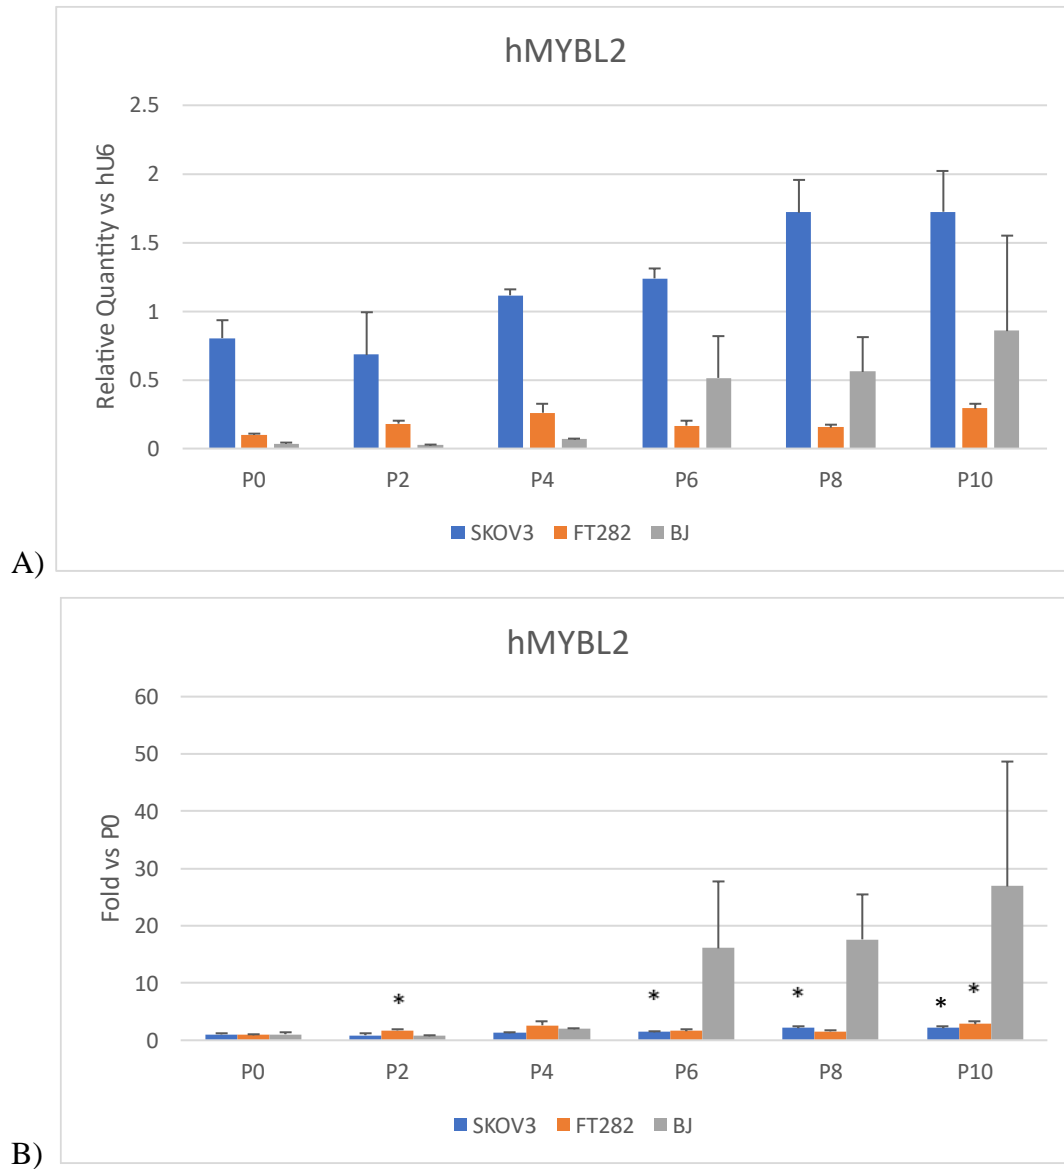 hMYBL2
Relative Quantity vs hU6
2.5
2
1.5
1
0.5
0
P0 P2 P4 P6 P8 P10
SKOV3 FT282 BJ
A)
hMYBL2
Fold vs P0
60
50
40
30
20
10
0
* * * * *
P0 P2 P4 P6 P8 P10
SKOV3 FT282 BJ
B)